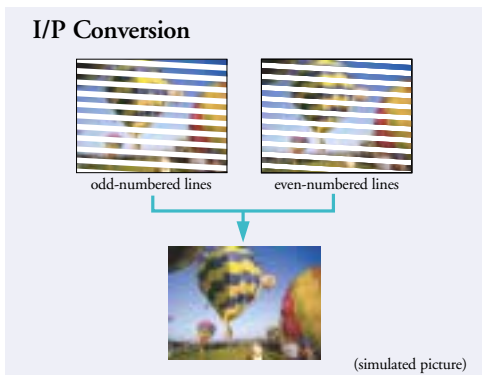 I/P Conversion
odd-numbered lines
even-numbered lines
(simulated picture)